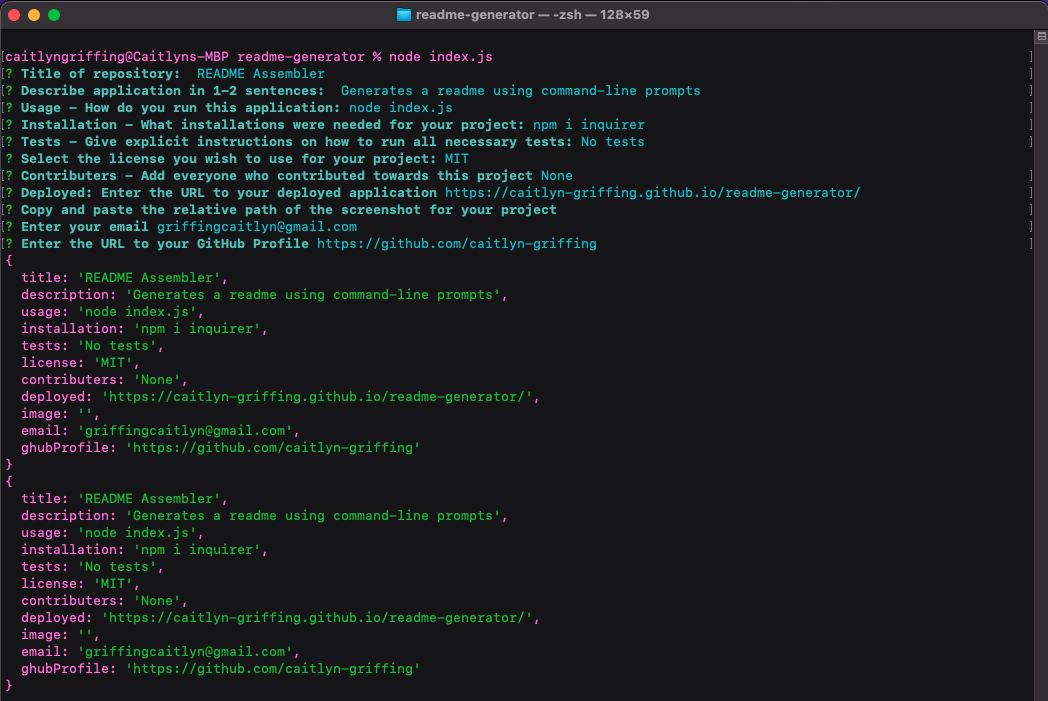 readme-generator — -zsh — 128×59
[caitlyngriffing@Caitlyns-MBP readme-generator % node index.js ]
[? Title of repository:  README Assembler ]
[? Describe application in 1-2 sentences:  Generates a readme using command-line prompts ]
[? Usage - How do you run this application: node index.js ]
[? Installation - What installations were needed for your project: npm i inquirer ]
[? Tests - Give explicit instructions on how to run all necessary tests: No tests ]
? Select the license you wish to use for your project: MIT
[? Contributers - Add everyone who contributed towards this project None ]
[? Deployed: Enter the URL to your deployed application https://caitlyn-griffing.github.io/readme-generator/ ]
[? Copy and paste the relative path of the screenshot for your project ]
[? Enter your email griffingcaitlyn@gmail.com ]
[? Enter the URL to your GitHub Profile https://github.com/caitlyn-griffing ]
{
  title: 'README Assembler',
  description: 'Generates a readme using command-line prompts',
  usage: 'node index.js',
  installation: 'npm i inquirer',
  tests: 'No tests',
  license: 'MIT',
  contributers: 'None',
  deployed: 'https://caitlyn-griffing.github.io/readme-generator/',
  image: '',
  email: 'griffingcaitlyn@gmail.com',
  ghubProfile: 'https://github.com/caitlyn-griffing'
}
{
  title: 'README Assembler',
  description: 'Generates a readme using command-line prompts',
  usage: 'node index.js',
  installation: 'npm i inquirer',
  tests: 'No tests',
  license: 'MIT',
  contributers: 'None',
  deployed: 'https://caitlyn-griffing.github.io/readme-generator/',
  image: '',
  email: 'griffingcaitlyn@gmail.com',
  ghubProfile: 'https://github.com/caitlyn-griffing'
}